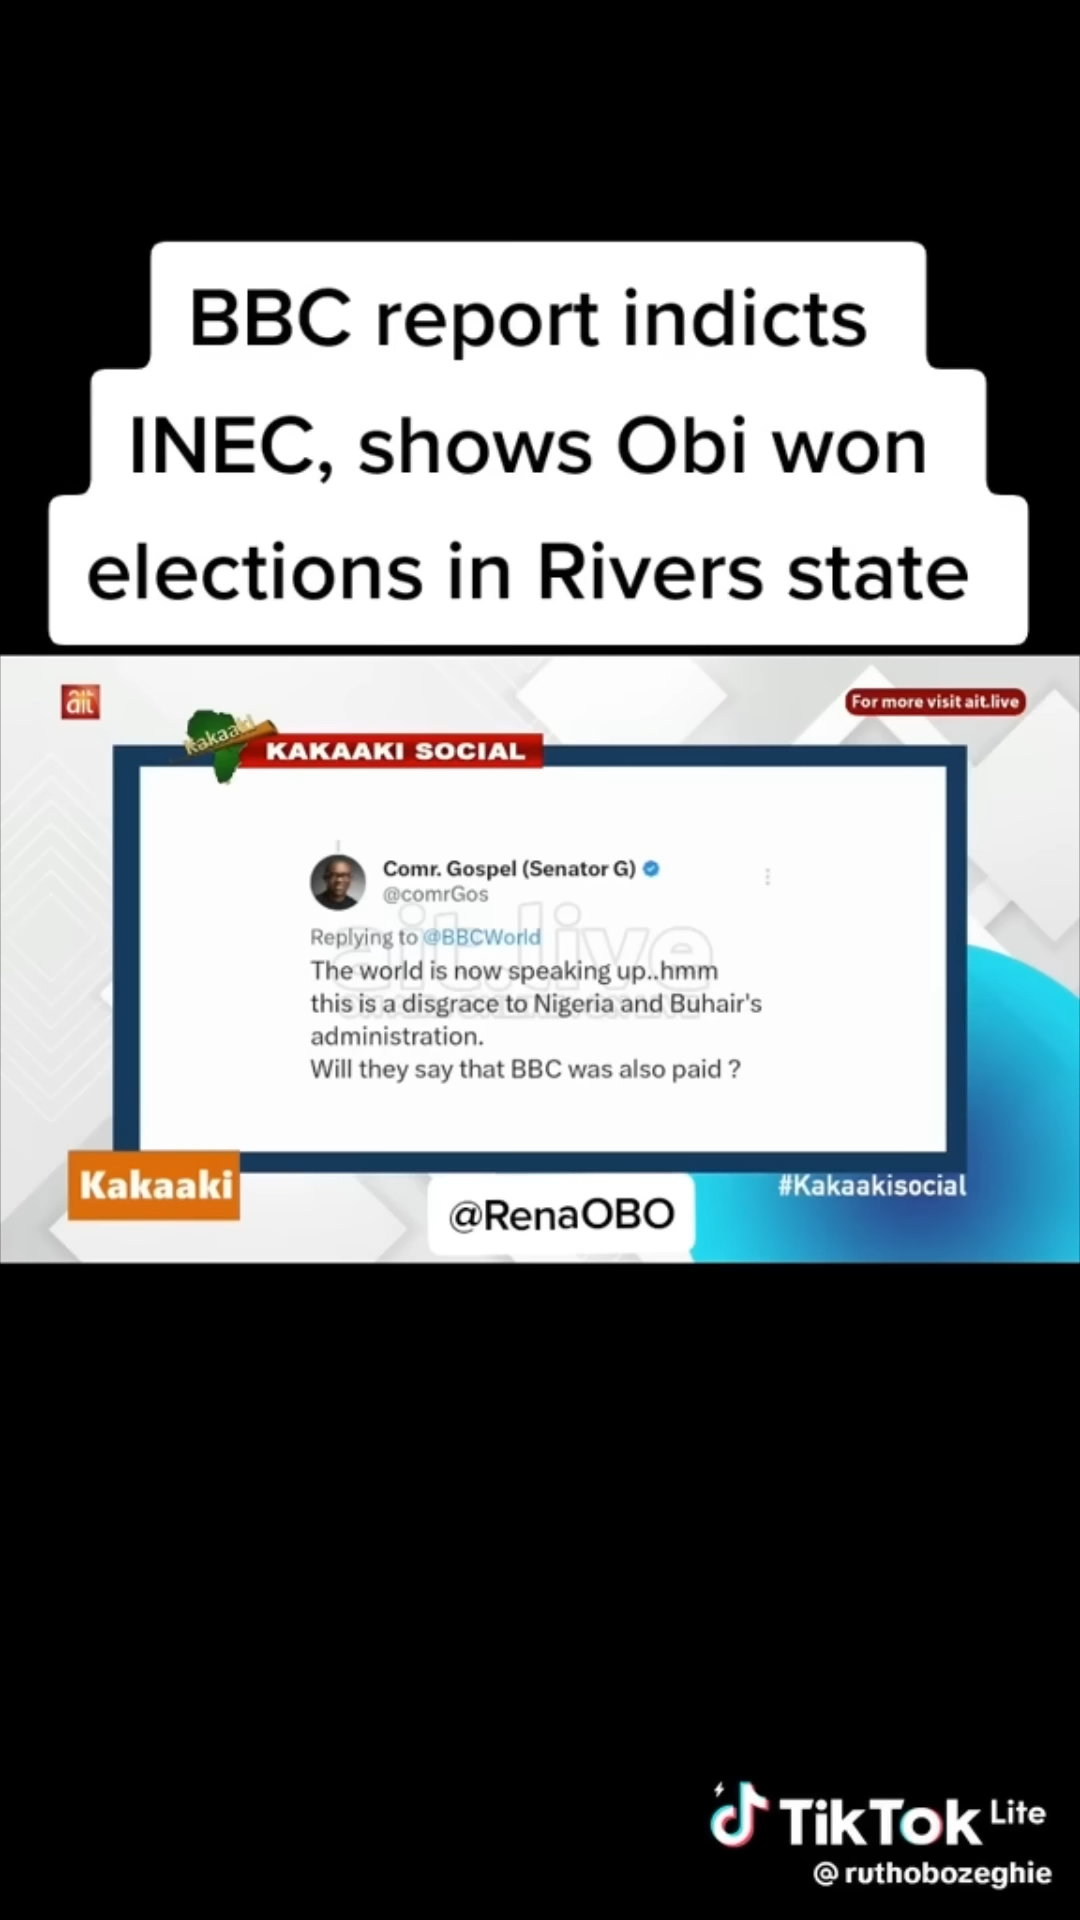 BBC report indicts
INEC, shows Obi won
elections in Rivers state
ait
For more visit ait.live
Kakaaki
KAKAAKI SOCIAL
Comr. Gospel (Senator G)
@comrGos
ait.live
Replying to @BBCWorld
The world is now speaking up..hmm
this is a disgrace to Nigeria and Buhair's
administration.
Will they say that BBC was also paid ?
Kakaaki
#Kakaakisocial
@RenaOBO
TikTok Lite
@ruthobozeghie